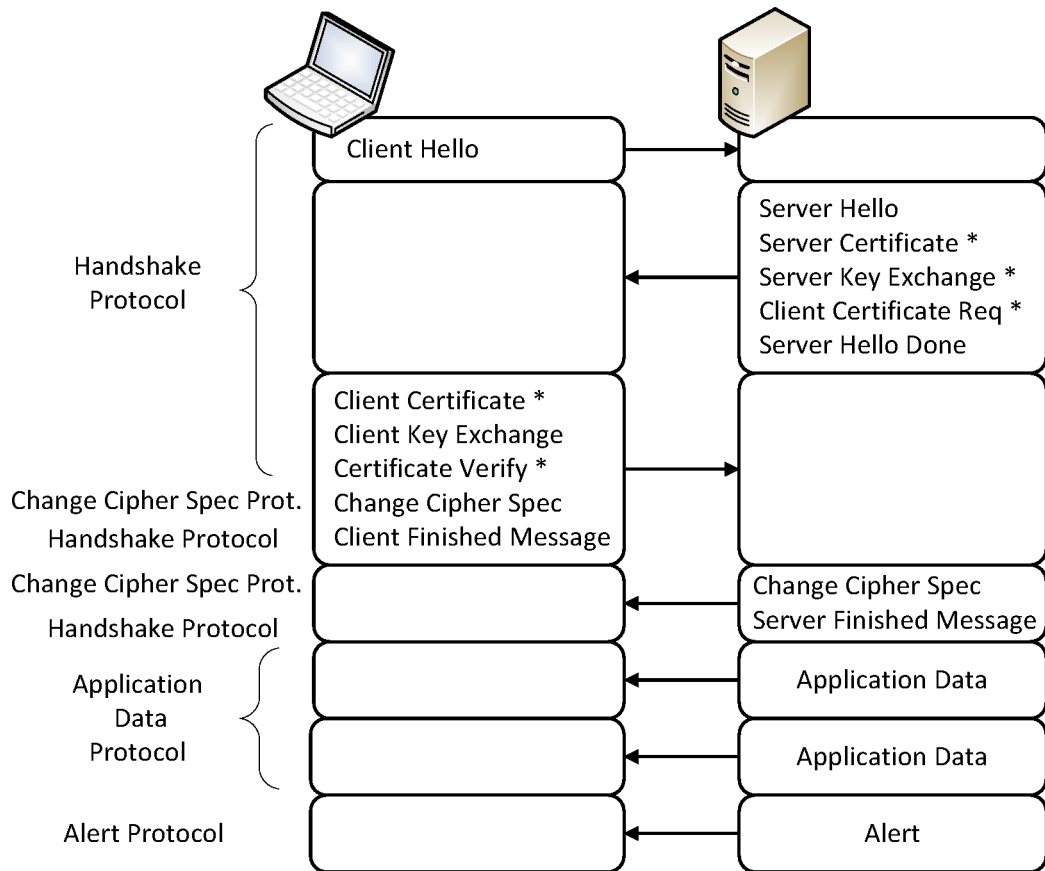 Client Hello
Server Hello
Server Certificate *
Server Key Exchange *
Client Certificate Req *
Server Hello Done
Handshake
Protocol
Client Certificate *
Client Key Exchange
Certificate Verify *
Change Cipher Spec
Client Finished Message
Change Cipher Spec Prot.
Handshake Protocol
Change Cipher Spec Prot.
Handshake Protocol
Change Cipher Spec
Server Finished Message
Application
Data
Protocol
Application Data
Application Data
Alert Protocol
Alert